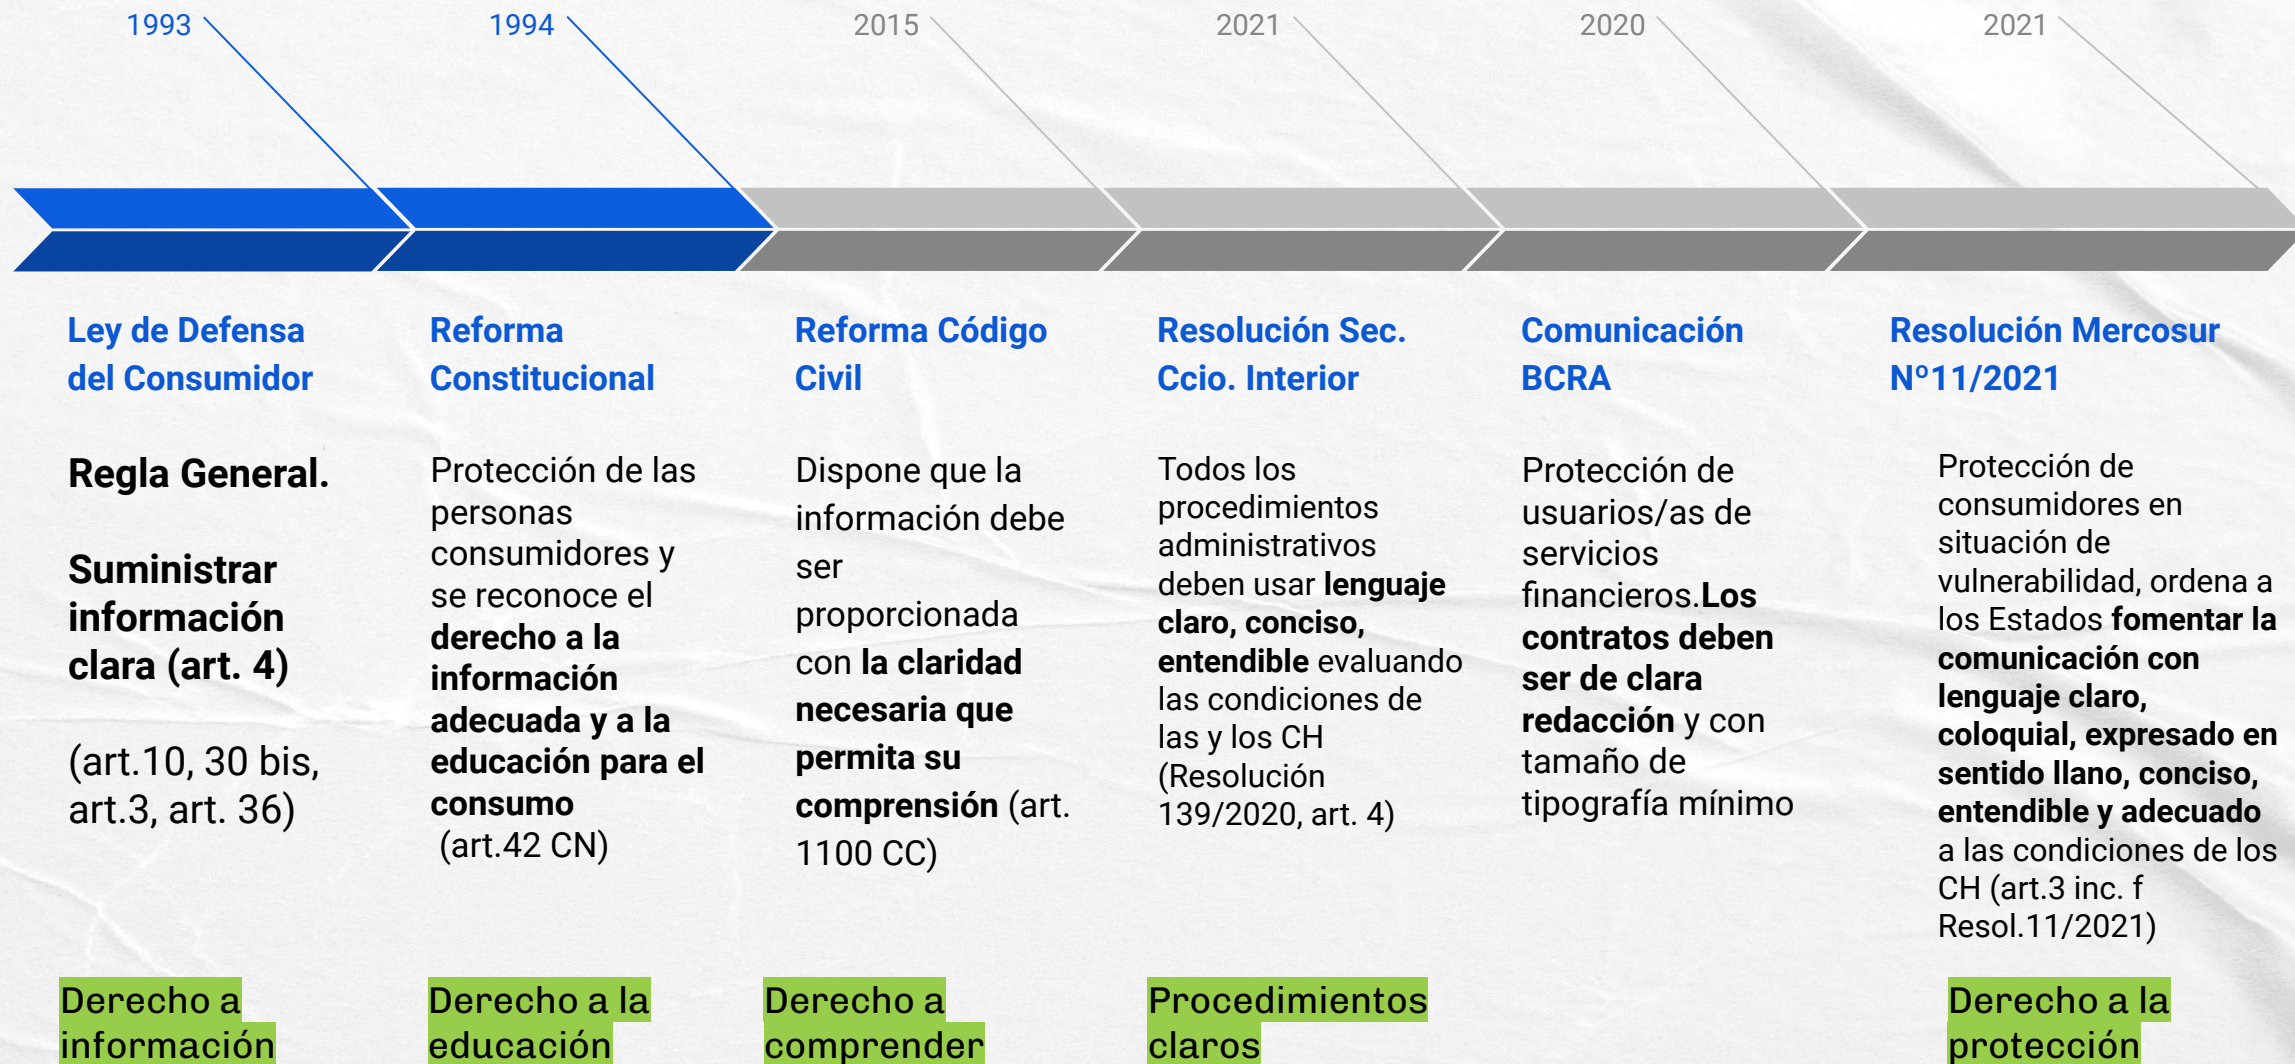 1993
1994
2015
2021
2020
2021
Ley de Defensa
del Consumidor
Regla General.
Suministrar
información
clara (art. 4)
(art.10, 30 bis,
art.3, art. 36)
Derecho a
información
Reforma
Constitucional
Protección de las
personas
consumidores y
se reconoce el
derecho a la
información
adecuada y a la
educación para el
consumo
(art.42 CN)
Derecho a la
educación
Reforma Código
Civil
Dispone que la
información debe
ser
proporcionada
con la claridad
necesaria que
permita su
comprensión (art.
1100 CC)
Derecho a
comprender
Resolución Sec.
Ccio. Interior
Todos los
procedimientos
administrativos
deben usar lenguaje
claro, conciso,
entendible evaluando
las condiciones de
las y los CH
(Resolución
139/2020, art. 4)
Procedimientos
claros
Comunicación
BCRA
Protección de
usuarios/as de
servicios
financieros.Los
contratos deben
ser de clara
redacción y con
tamaño de
tipografía mínimo
Resolución Mercosur
Nº11/2021
Protección de
consumidores en
situación de
vulnerabilidad, ordena a
los Estados fomentar la
comunicación con
lenguaje claro,
coloquial, expresado en
sentido llano, conciso,
entendible y adecuado
a las condiciones de los
CH (art.3 inc. f
Resol.11/2021)
Derecho a la
protección